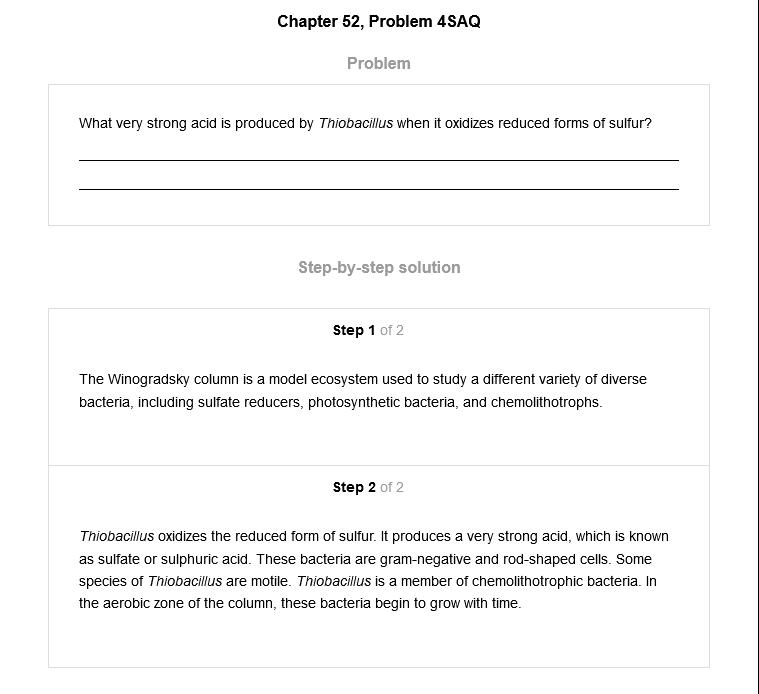 Chapter 52, Problem 4SAQ
Problem
What very strong acid is produced by Thiobacillus when it oxidizes reduced forms of sulfur?
Step-by-step solution
Step 1 of 2
The Winogradsky column is a model ecosystem used to study a different variety of diverse
bacteria, including sulfate reducers, photosynthetic bacteria, and chemolithotrophs.
Step 2 of 2
Thiobacillus oxidizes the reduced form of sulfur. It produces a very strong acid, which is known
as sulfate or sulphuric acid. These bacteria are gram-negative and rod-shaped cells. Some
species of Thiobacillus are motile. Thiobacillus is a member of chemolithotrophic bacteria. In
the aerobic zone of the column, these bacteria begin to grow with time.